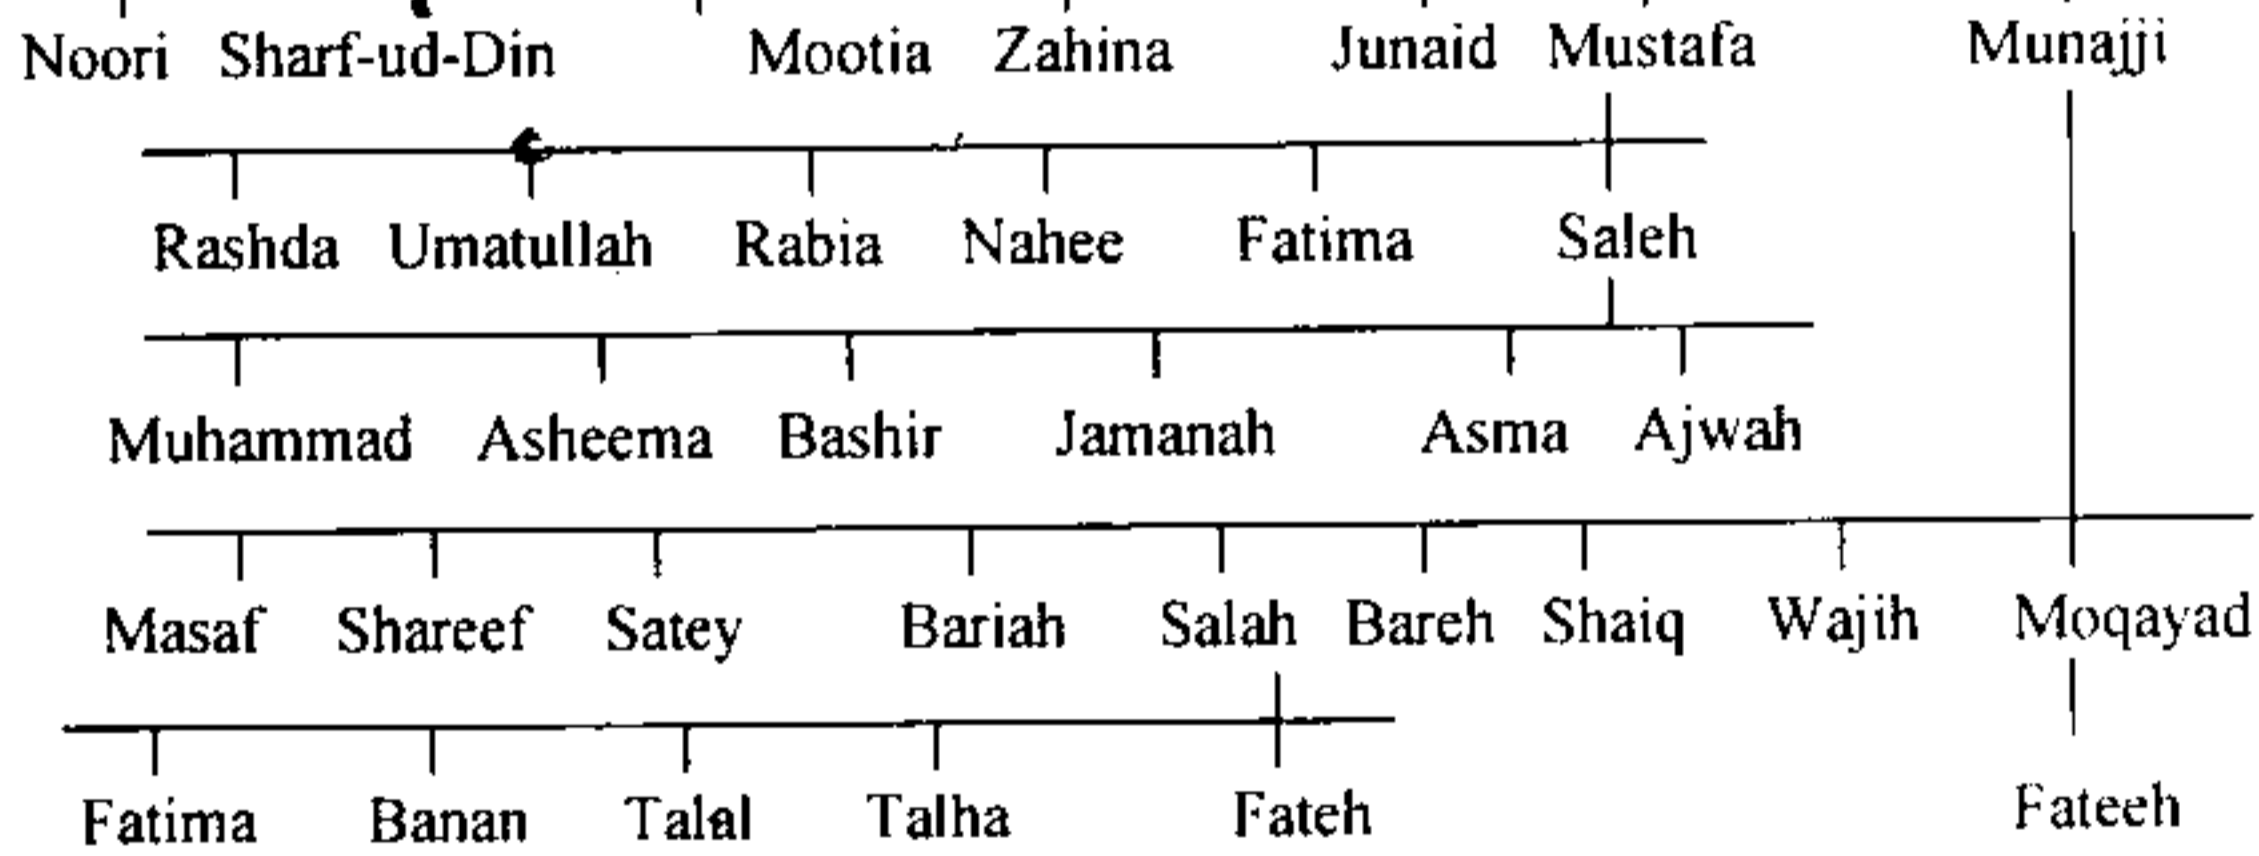 Noori Sharf-ud-Din Mootia Zahina Junaid Mustafa Munajji
Rashda Umatullah Rabia Nahee Fatima Saleh
Muhammad Asheema Bashir Jamanah Asma Ajwah
Masaf Shareef Satey Bariah Salah Bareh Shaiq Wajih Moqayad
Fatima Banan Talal Talha Fateh Fateeh